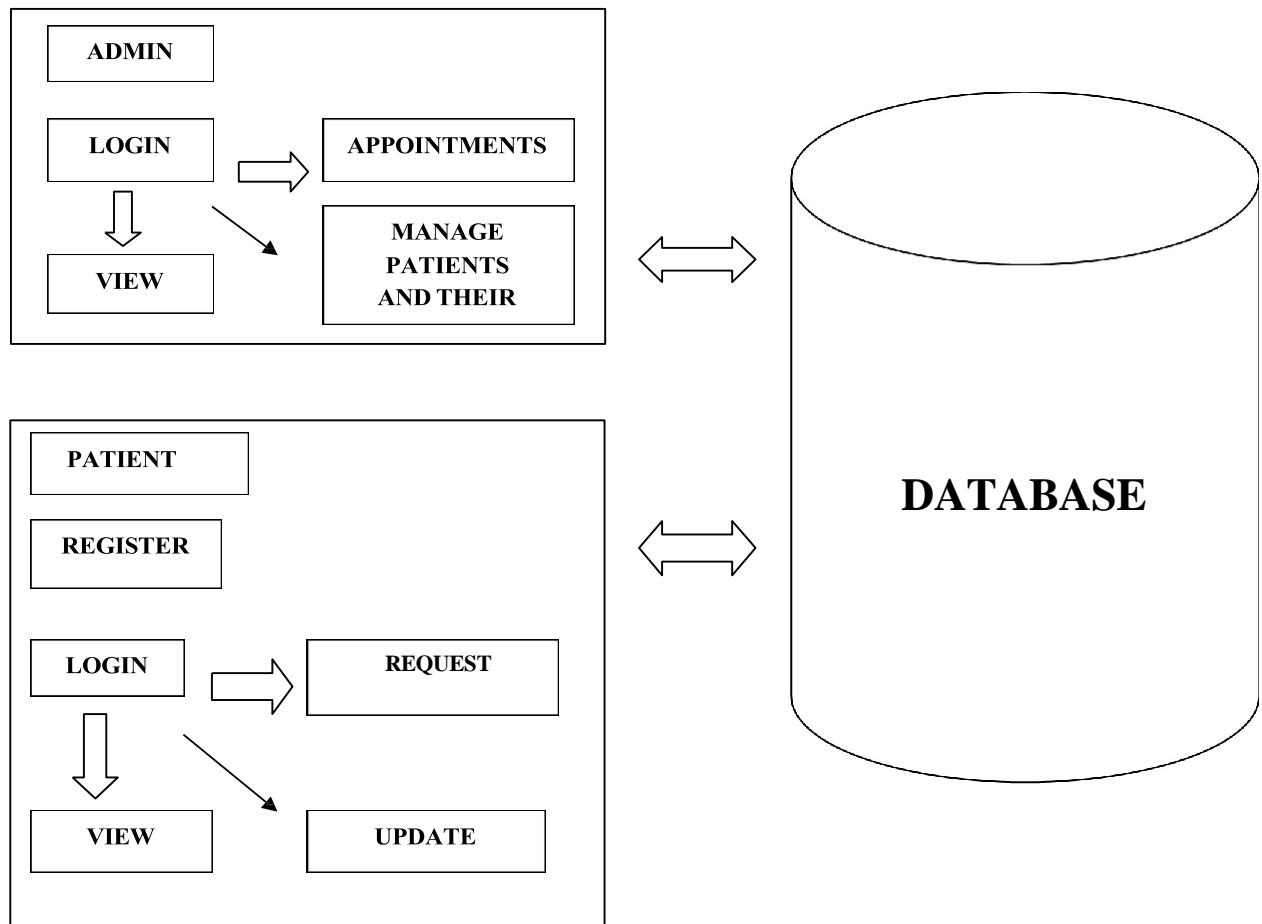 ADMIN
LOGIN
APPOINTMENTS
VIEW
MANAGE
PATIENTS
AND THEIR
PATIENT
REGISTER
LOGIN
REQUEST
VIEW
UPDATE
DATABASE